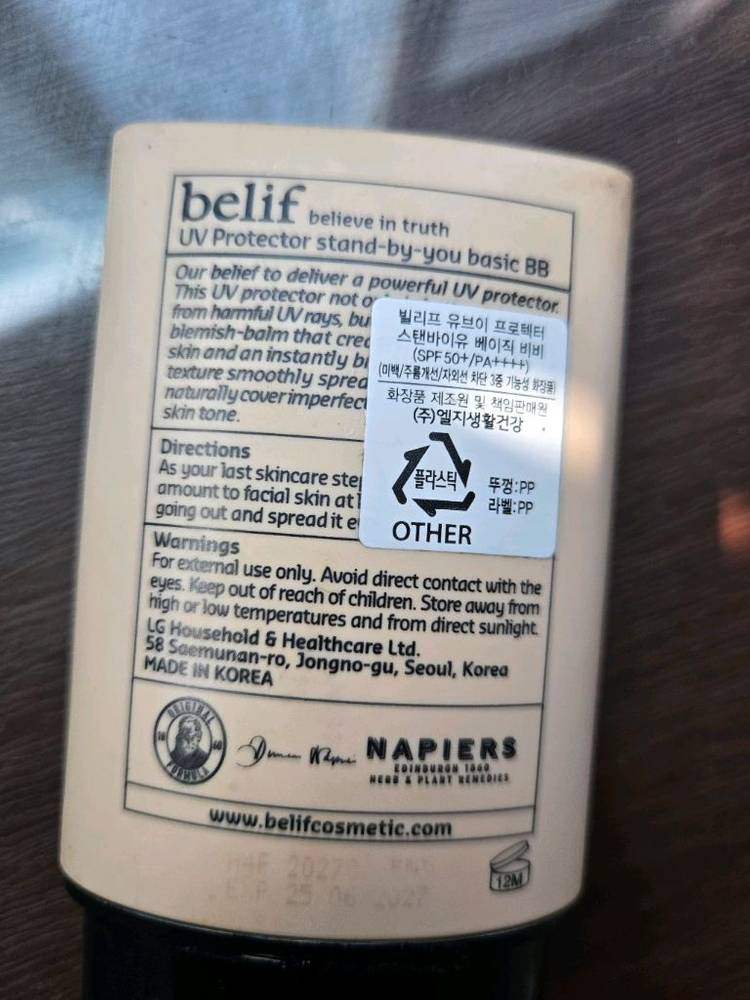 belif believe in truth
UV Protector stand-by-you basic BB
Our belief to deliver a powerful UV protector.
This UV protector not
from harmful UV rays,
blemish-balm that
skin and an instantly
texture smoothly
naturally cover
skin tone.
빌리프 유브이 프로텍터
스탠바이유 베이직 비비
(SPF 50+/PA++++)
(미백/주름개선/자외선 차단 3중 기능성 화장품)
화장품 제조원 및 책임판매원
(주)엘지생활건강
플라스틱
뚜껑:PP
라벨:PP
OTHER
Directions
As your last skincare
amount to facial skin at
going out and spread it
Warnings
For external use only. Avoid direct contact with the
eyes. Keep out of reach of children. Store away from
high or low temperatures and from direct sunlight.
LG Household & Healthcare Ltd.
58 Saemunan-ro, Jongno-gu, Seoul, Korea
MADE IN KOREA
ORIGINAL
18 60
FORMULA
NAPIERS
EDINBURGH 1860
HERB & PLANT REMEDIES
www.belifcosmetic.com
EXP 25 06 2027
12M